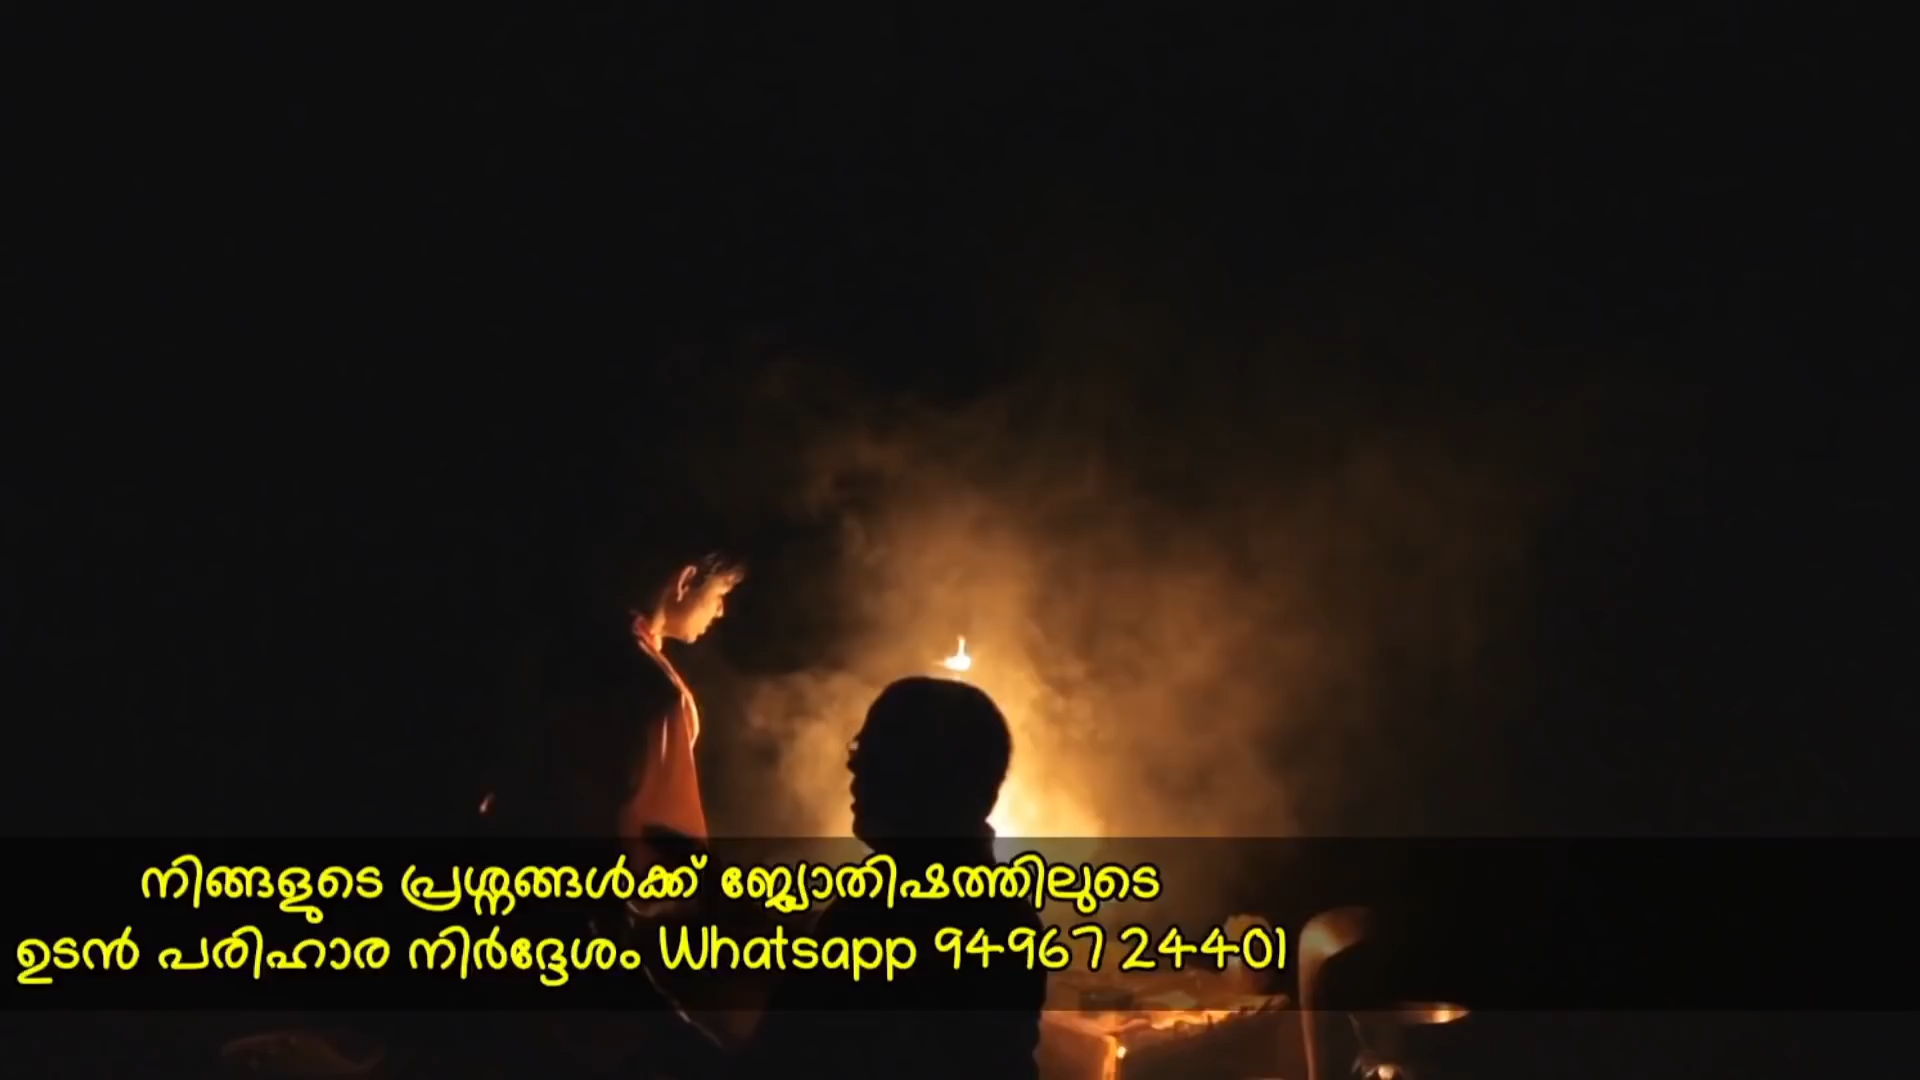 നിങ്ങളുടെ പ്രശ്നങ്ങൾക്ക് ജ്യോതിഷത്തിലുടെ
ഉടൻ പരിഹാര നിർദ്ദേശം Whatsapp 94967 24401